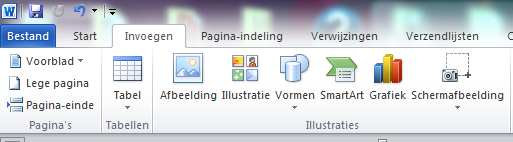 Bestand Start Invoegen Pagina-indeling Verwijzingen Verzendlijsten
Voorblad
Lege pagina
Pagina-einde
Pagina's
Tabel
Tabellen
Afbeelding Illustratie Vormen SmartArt Grafiek Schermafbeelding
Illustraties